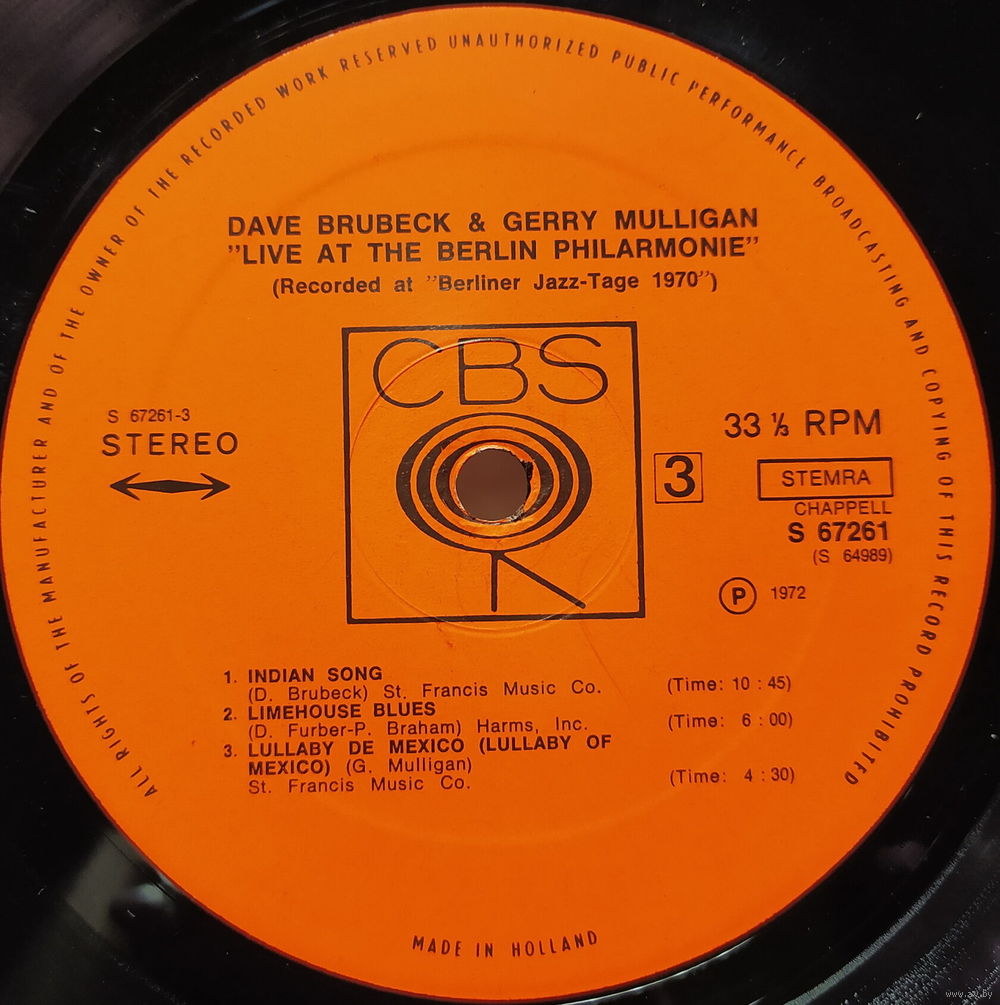 ALL RIGHTS OF THE MANUFACTURER AND OF THE OWNER OF THE RECORDED WORK RESERVED UNAUTHORIZED PUBLIC PERFORMANCE BROADCASTING AND COPYING OF THIS RECORD PROHIBITED
DAVE BRUBECK & GERRY MULLIGAN
"LIVE AT THE BERLIN PHILARMONIE"
(Recorded at "Berliner Jazz-Tage 1970")
CBS
S 67261-3
STEREO
33 ⅓ RPM
3
STEMRA
CHAPPELL
S 67261
(S 64989)
Ⓟ 1972
1. INDIAN SONG
(D. Brubeck) St. Francis Music Co. (Time: 10 : 45)
2. LIMEHOUSE BLUES
(D. Furber-P. Braham) Harms, Inc. (Time: 6 : 00)
3. LULLABY DE MEXICO (LULLABY OF
MEXICO) (G. Mulligan)
St. Francis Music Co. (Time: 4 : 30)
MADE IN HOLLAND